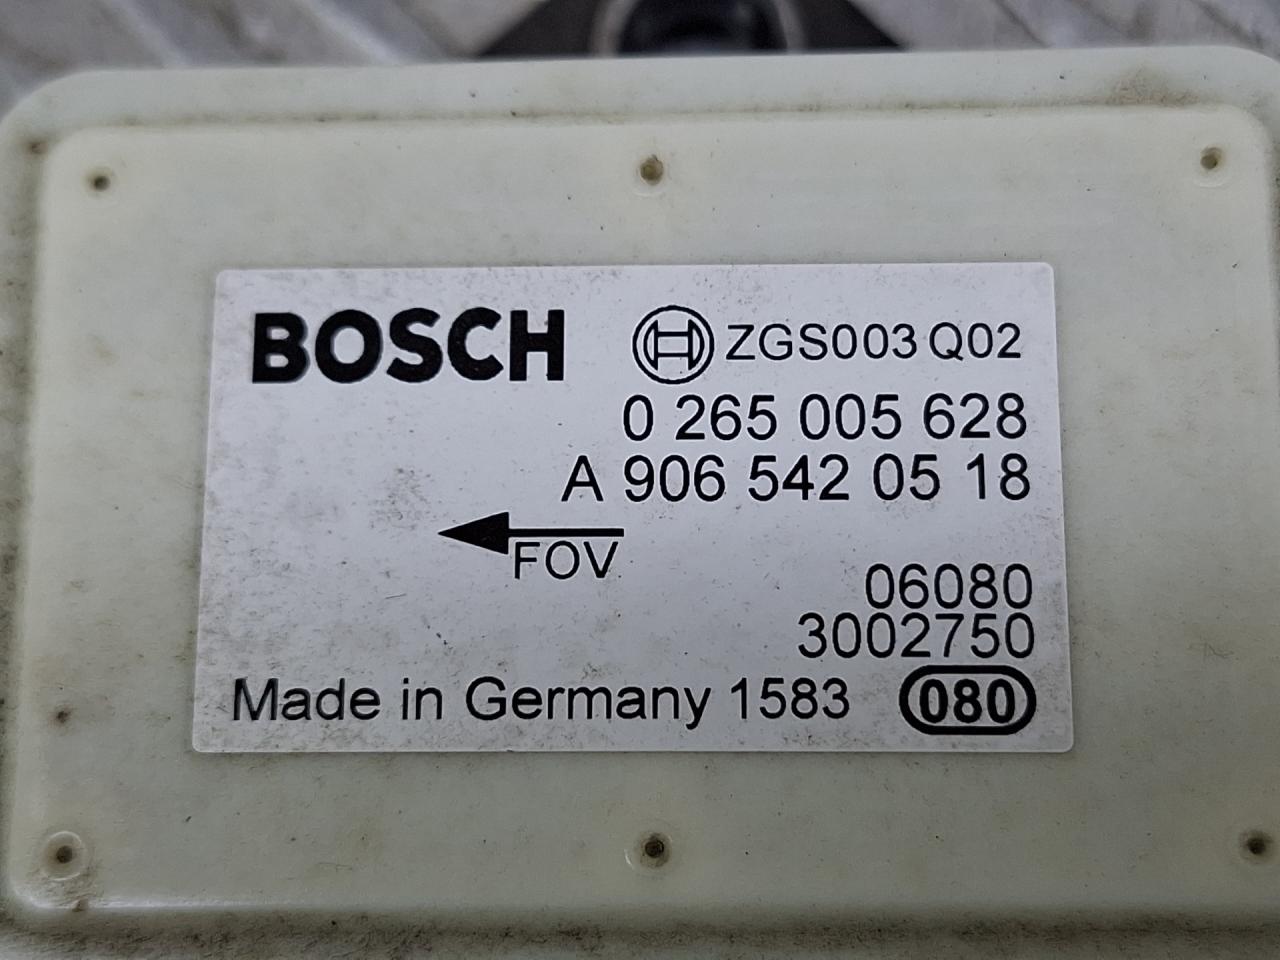 BOSCH ZGS003 Q02
0 265 005 628
A 906 542 05 18
FOV
06080
3002750
Made in Germany 1583 080